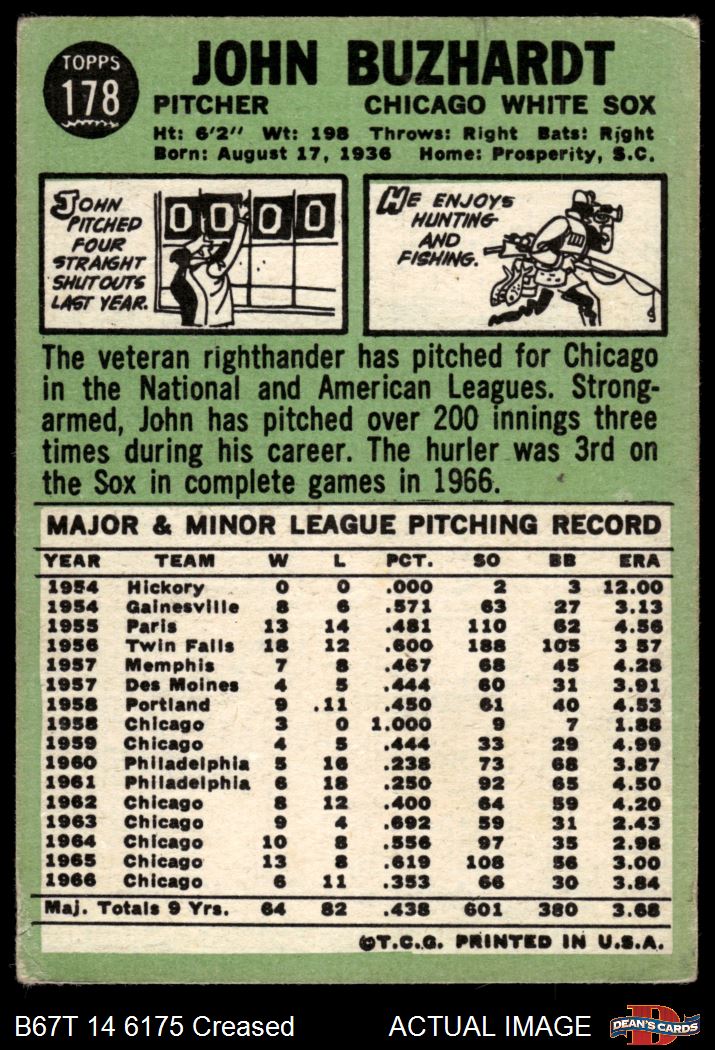 TOPPS
178
JOHN BUZHARDT
PITCHER CHICAGO WHITE SOX
Ht: 6'2" Wt: 198 Throws: Right Bats: Right
Born: August 17, 1936 Home: Prosperity, S.C.
JOHN
PITCHED
FOUR
STRAIGHT
SHUTOUTS
LAST YEAR.
0 0 0 0
HE ENJOYS
HUNTING
AND
FISHING.
The veteran righthander has pitched for Chicago
in the National and American Leagues. Strong-
armed, John has pitched over 200 innings three
times during his career. The hurler was 3rd on
the Sox in complete games in 1966.
MAJOR & MINOR LEAGUE PITCHING RECORD
YEAR TEAM W L PCT. SO BB ERA
1954 Hickory 0 0 .000 2 3 12.00
1954 Gainesville 8 6 .571 63 27 3.13
1955 Paris 13 14 .481 110 62 4.56
1956 Twin Falls 18 12 .600 188 105 3 57
1957 Memphis 7 8 .467 68 45 4.28
1957 Des Moines 4 5 .444 60 31 3.91
1958 Portland 9 .11 .450 61 40 4.53
1958 Chicago 3 0 1.000 9 7 1.88
1959 Chicago 4 5 .444 33 29 4.99
1960 Philadelphia 5 16 .238 73 68 3.87
1961 Philadelphia 6 18 .250 92 65 4.50
1962 Chicago 8 12 .400 64 59 4.20
1963 Chicago 9 4 .692 59 31 2.43
1964 Chicago 10 8 .556 97 35 2.98
1965 Chicago 13 8 .619 108 56 3.00
1966 Chicago 6 11 .353 66 30 3.84
Maj. Totals 9 Yrs. 64 82 .438 601 380 3.68
©T.C.G. PRINTED IN U.S.A.
B67T 14 6175 Creased ACTUAL IMAGE
D
DEAN'S CARDS